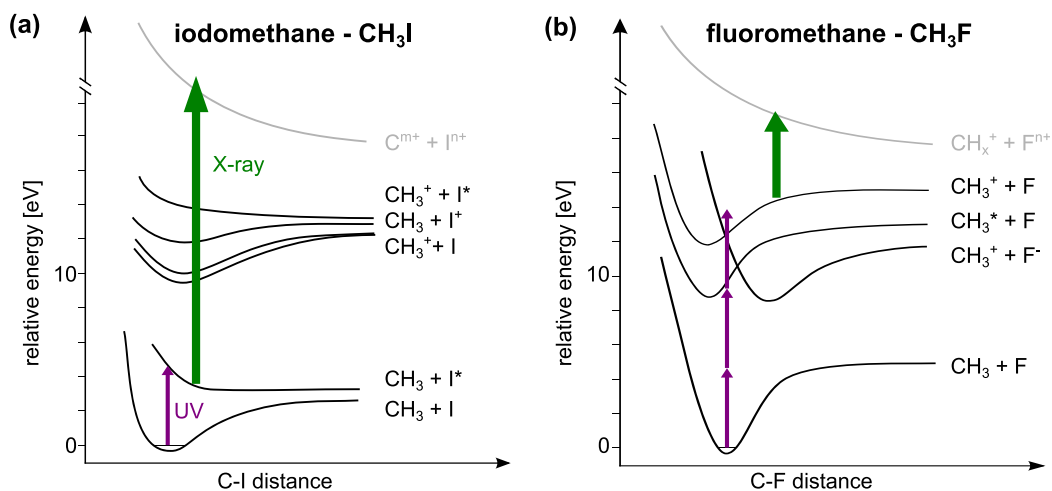 (a)
iodomethane - CH₃I
relative energy [eV]
10
0
Cᵐ⁺ + Iⁿ⁺
X-ray
CH₃⁺ + I*
CH₃ + I⁺
CH₃⁺ + I
CH₃ + I*
UV
CH₃ + I
C-I distance
(b)
fluoromethane - CH₃F
relative energy [eV]
10
0
CHₓ⁺ + Fⁿ⁺
CH₃⁺ + F
CH₃* + F
CH₃⁺ + F⁻
CH₃ + F
C-F distance